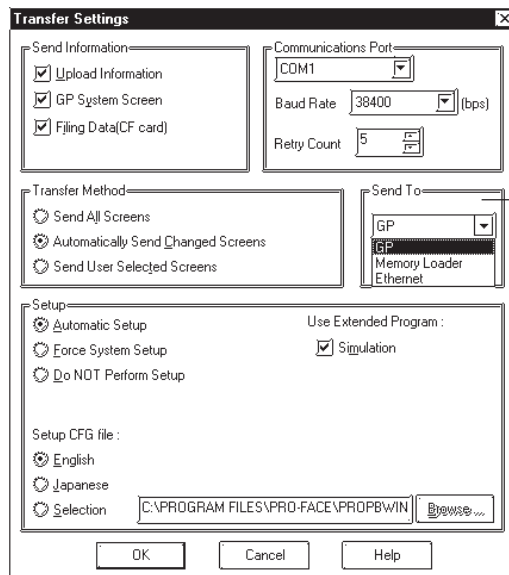 Transfer Settings
Send Information
Upload Information
GP System Screen
Filing Data(CF card)
Communications Port
COM1
Baud Rate 38400 (bps)
Retry Count 5
Transfer Method
Send All Screens
Automatically Send Changed Screens
Send User Selected Screens
Send To
GP
GP
Memory Loader
Ethernet
Setup
Automatic Setup
Force System Setup
Do NOT Perform Setup
Use Extended Program :
Simulation
Setup CFG file :
English
Japanese
Selection C:\PROGRAM FILES\PRO-FACE\PROPBWIN Browse ...
OK Cancel Help